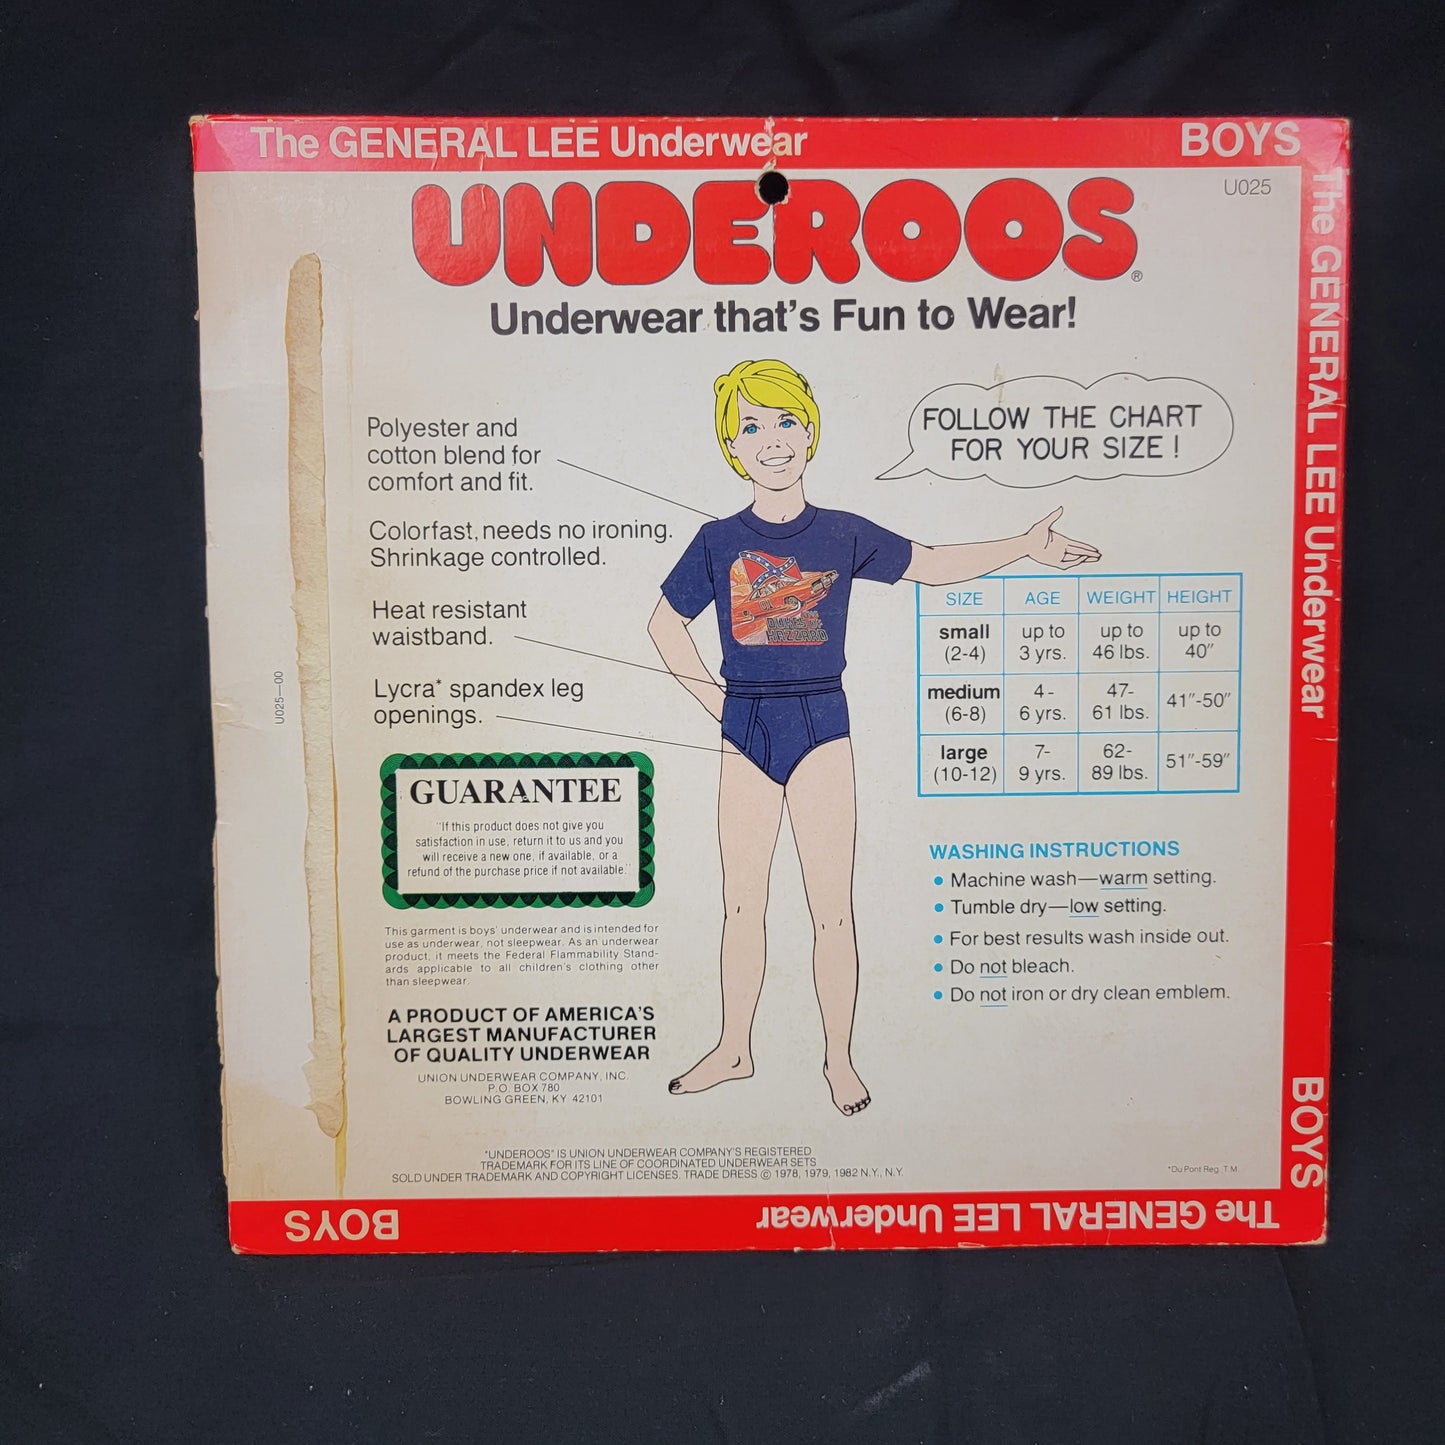 The GENERAL LEE Underwear
BOYS
U025
UNDEROOS®
Underwear that's Fun to Wear!
FOLLOW THE CHART
FOR YOUR SIZE!
Polyester and
cotton blend for
comfort and fit.
Colorfast, needs no ironing.
Shrinkage controlled.
Heat resistant
waistband.
Lycra* spandex leg
openings.
01
THE
DUKES OF
HAZZARD
SIZE AGE WEIGHT HEIGHT
small (2-4) up to 3 yrs. up to 46 lbs. up to 40"
medium (6-8) 4- 6 yrs. 47- 61 lbs. 41"-50"
large (10-12) 7- 9 yrs. 62- 89 lbs. 51"-59"
GUARANTEE
"If this product does not give you
satisfaction in use, return it to us and you
will receive a new one, if available, or a
refund of the purchase price if not available."
WASHING INSTRUCTIONS
• Machine wash—warm setting.
• Tumble dry—low setting.
• For best results wash inside out.
• Do not bleach.
• Do not iron or dry clean emblem.
This garment is boys' underwear and is intended for
use as underwear, not sleepwear. As an underwear
product, it meets the Federal Flammability Stand-
ards applicable to all children's clothing other
than sleepwear.
A PRODUCT OF AMERICA'S
LARGEST MANUFACTURER
OF QUALITY UNDERWEAR
UNION UNDERWEAR COMPANY, INC.
P.O. BOX 780
BOWLING GREEN, KY 42101
"UNDEROOS" IS UNION UNDERWEAR COMPANY'S REGISTERED
TRADEMARK FOR ITS LINE OF COORDINATED UNDERWEAR SETS
SOLD UNDER TRADEMARK AND COPYRIGHT LICENSES. TRADE DRESS © 1978, 1979, 1982 N.Y., N.Y.
*Du Pont Reg. T.M.
U025—00
The GENERAL LEE Underwear
BOYS
The GENERAL LEE Underwear
BOYS